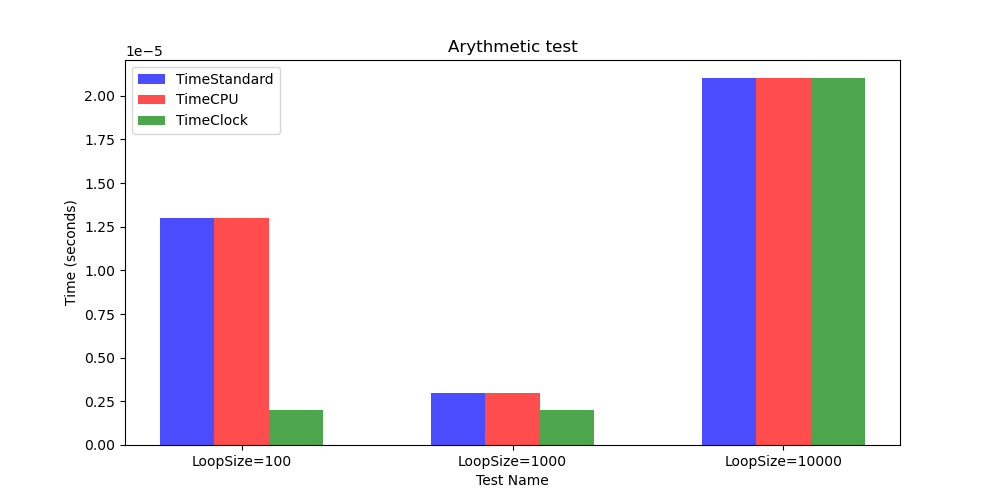 Arythmetic test
1e−5
TimeStandard
TimeCPU
TimeClock
2.00
1.75
1.50
1.25
1.00
0.75
0.50
0.25
0.00
Time (seconds)
LoopSize=100
LoopSize=1000
LoopSize=10000
Test Name